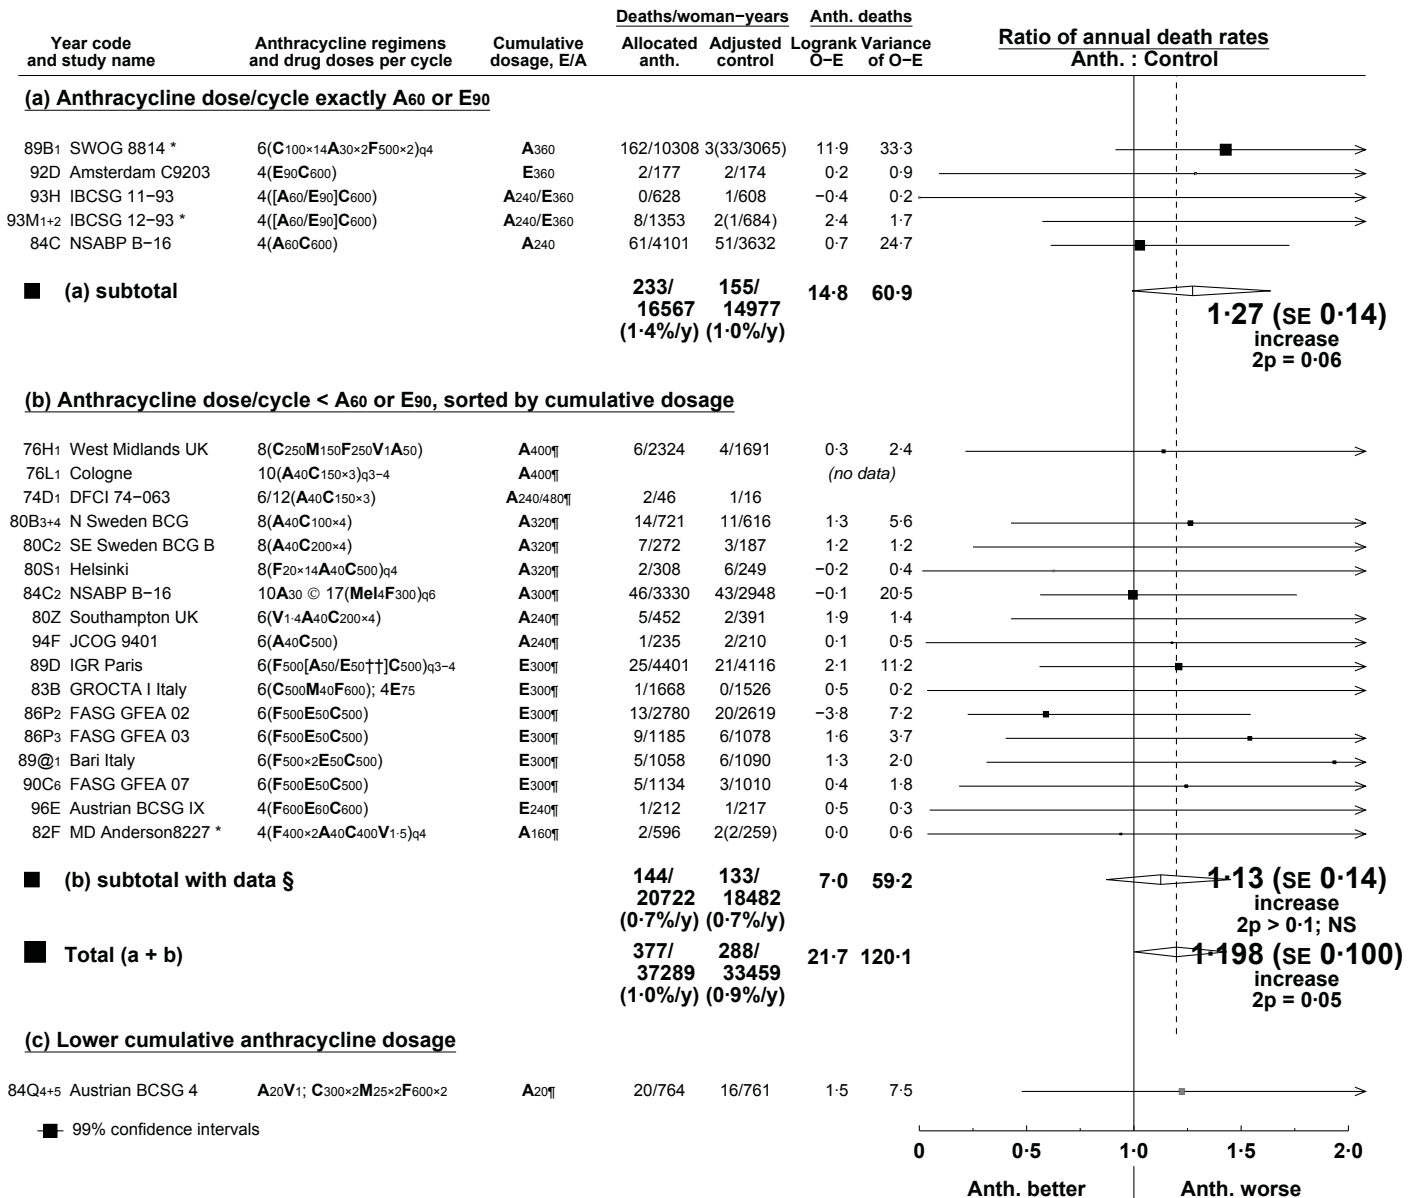 Deaths/woman−years Anth. deaths
Year code Anthracycline regimens Cumulative Allocated Adjusted Logrank Variance Ratio of annual death rates
and study name and drug doses per cycle dosage, E/A anth. control O−E of O−E Anth. : Control
(a) Anthracycline dose/cycle exactly A60 or E90
89B1 SWOG 8814 * 6(C100×14A30×2F500×2)q4 A360 162/10308 3(33/3065) 11·9 33·3
92D Amsterdam C9203 4(E90C600) E360 2/177 2/174 0·2 0·9
93H IBCSG 11−93 4([A60/E90]C600) A240/E360 0/628 1/608 −0·4 0·2
93M1+2 IBCSG 12−93 * 4([A60/E90]C600) A240/E360 8/1353 2(1/684) 2·4 1·7
84C NSABP B−16 4(A60C600) A240 61/4101 51/3632 0·7 24·7
(a) subtotal 233/ 155/ 14·8 60·9
16567 14977
(1·4%/y) (1·0%/y)
1·27 (SE 0·14)
increase
2p = 0·06
(b) Anthracycline dose/cycle < A60 or E90, sorted by cumulative dosage
76H1 West Midlands UK 8(C250M150F250V1A50) A400¶ 6/2324 4/1691 0·3 2·4
76L1 Cologne 10(A40C150×3)q3−4 A400¶ (no data)
74D1 DFCI 74−063 6/12(A40C150×3) A240/480¶ 2/46 1/16
80B3+4 N Sweden BCG 8(A40C100×4) A320¶ 14/721 11/616 1·3 5·6
80C2 SE Sweden BCG B 8(A40C200×4) A320¶ 7/272 3/187 1·2 1·2
80S1 Helsinki 8(F20×14A40C500)q4 A320¶ 2/308 6/249 −0·2 0·4
84C2 NSABP B−16 10A30 © 17(Mel4F300)q6 A300¶ 46/3330 43/2948 −0·1 20·5
80Z Southampton UK 6(V1·4A40C200×4) A240¶ 5/452 2/391 1·9 1·4
94F JCOG 9401 6(A40C500) A240¶ 1/235 2/210 0·1 0·5
89D IGR Paris 6(F500[A50/E50††]C500)q3−4 E300¶ 25/4401 21/4116 2·1 11·2
83B GROCTA I Italy 6(C500M40F600); 4E75 E300¶ 1/1668 0/1526 0·5 0·2
86P2 FASG GFEA 02 6(F500E50C500) E300¶ 13/2780 20/2619 −3·8 7·2
86P3 FASG GFEA 03 6(F500E50C500) E300¶ 9/1185 6/1078 1·6 3·7
89@1 Bari Italy 6(F500×2E50C500) E300¶ 5/1058 6/1090 1·3 2·0
90C6 FASG GFEA 07 6(F500E50C500) E300¶ 5/1134 3/1010 0·4 1·8
96E Austrian BCSG IX 4(F600E60C600) E240¶ 1/212 1/217 0·5 0·3
82F MD Anderson8227 * 4(F400×2A40C400V1·5)q4 A160¶ 2/596 2(2/259) 0·0 0·6
(b) subtotal with data § 144/ 133/ 7·0 59·2 1·13 (SE 0·14)
20722 18482 increase
(0·7%/y) (0·7%/y) 2p > 0·1; NS
Total (a + b) 377/ 288/ 21·7 120·1 1·198 (SE 0·100)
37289 33459 increase
(1·0%/y) (0·9%/y) 2p = 0·05
(c) Lower cumulative anthracycline dosage
84Q4+5 Austrian BCSG 4 A20V1; C300×2M25×2F600×2 A20¶ 20/764 16/761 1·5 7·5
99% confidence intervals
0 0·5 1·0 1·5 2·0
Anth. better Anth. worse